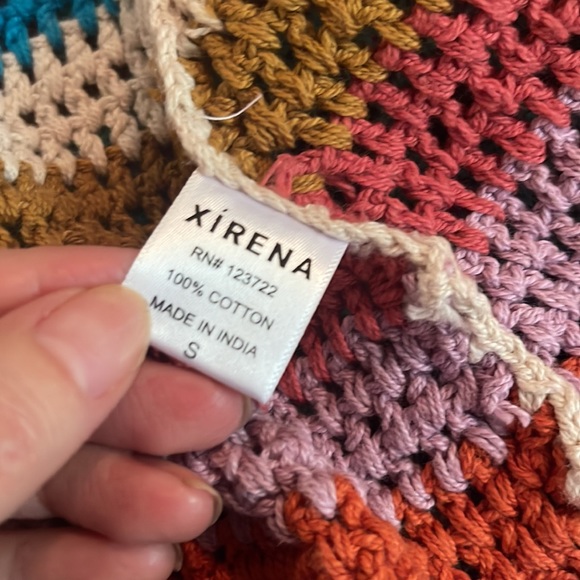 XÍRENA
RN# 123722
100% COTTON
MADE IN INDIA
S